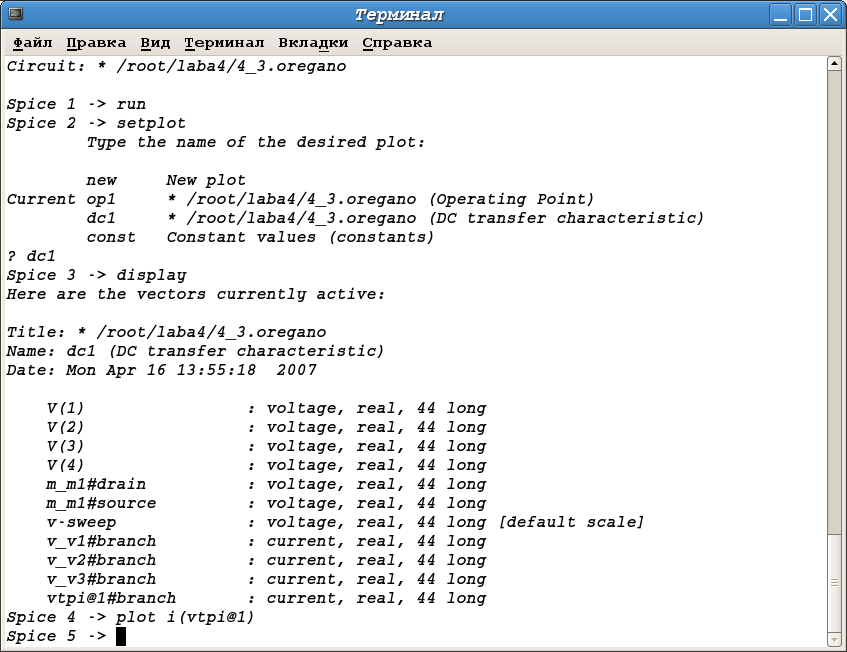 Терминал
Файл Правка Вид Терминал Вкладки Справка
Circuit: * /root/laba4/4_3.oregano
Spice 1 -> run
Spice 2 -> setplot
Type the name of the desired plot:
new New plot
Current op1 * /root/laba4/4_3.oregano (Operating Point)
dc1 * /root/laba4/4_3.oregano (DC transfer characteristic)
const Constant values (constants)
? dc1
Spice 3 -> display
Here are the vectors currently active:
Title: * /root/laba4/4_3.oregano
Name: dc1 (DC transfer characteristic)
Date: Mon Apr 16 13:55:18 2007
V(1) : voltage, real, 44 long
V(2) : voltage, real, 44 long
V(3) : voltage, real, 44 long
V(4) : voltage, real, 44 long
m_m1#drain : voltage, real, 44 long
m_m1#source : voltage, real, 44 long
v-sweep : voltage, real, 44 long [default scale]
v_v1#branch : current, real, 44 long
v_v2#branch : current, real, 44 long
v_v3#branch : current, real, 44 long
vtpi@1#branch : current, real, 44 long
Spice 4 -> plot i(vtpi@1)
Spice 5 ->